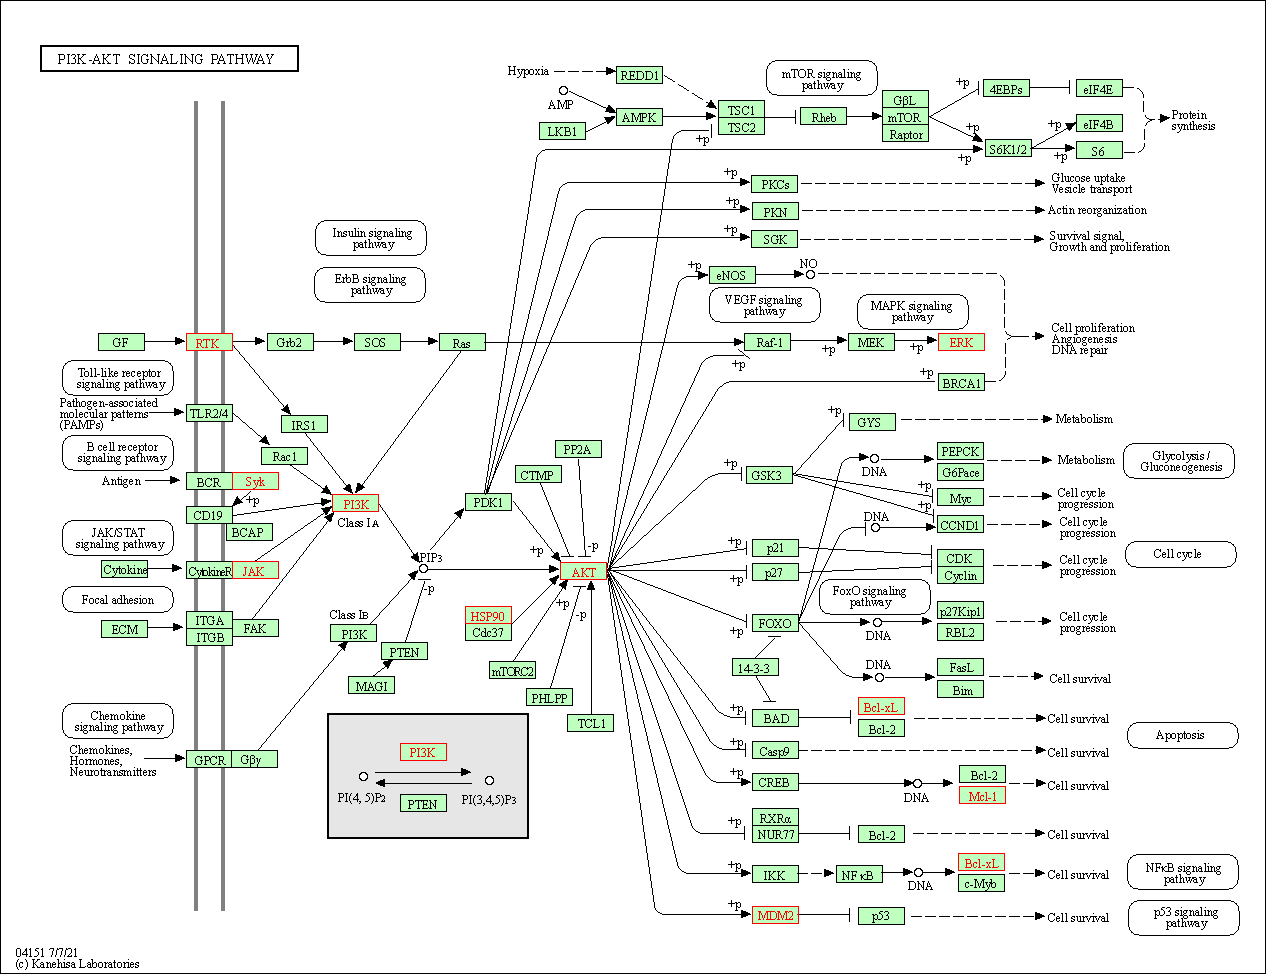 PI3K-AKT SIGNALING PATHWAY
Hypoxia
REDD1
mTOR signaling
pathway
AMP
LKB1
AMPK
+p
TSC1
TSC2
Rheb
GβL
mTOR
Raptor
+p
+p
4EBPs
eIF4E
eIF4B
+p
+p
+p
S6K1/2
S6
Protein
synthesis
+p
PKCs
Glucose uptake
Vesicle transport
+p
PKN
Actin reorganization
+p
SGK
Survival signal,
Growth and proliferation
Insulin signaling
pathway
ErbB signaling
pathway
+p
eNOS
NO
VEGF signaling
pathway
MAPK signaling
pathway
GF
RTK
Grb2
SOS
Ras
Raf-1
+p
+p
MEK
+p
ERK
Cell proliferation
Angiogenesis
DNA repair
+p
BRCA1
Toll-like receptor
signaling pathway
Pathogen-associated
molecular patterns
(PAMPs)
TLR2/4
IRS1
Rac1
B cell receptor
signaling pathway
Antigen
BCR
Syk
+p
CD19
BCAP
PI3K
Class IA
PDK1
CTMP
PP2A
+p
-p
JAK/STAT
signaling pathway
Cytokine
CytokineR
JAK
PIP3
-p
AKT
+p
-p
Focal adhesion
ECM
ITGA
ITGB
FAK
Class IB
PI3K
PTEN
MAGI
HSP90
Cdc37
mTORC2
PHLPP
TCL1
Chemokine
signaling pathway
Chemokines,
Hormones,
Neurotransmitters
GPCR
Gβγ
PI3K
PI(4, 5)P2
PI(3,4,5)P3
PTEN
+p
GYS
Metabolism
+p
GSK3
DNA
PEPCK
G6Pace
Metabolism
Glycolysis /
Gluconeogenesis
+p
Myc
Cell cycle
progression
+p
DNA
CCND1
Cell cycle
progression
+p
p21
+p
p27
CDK
Cyclin
Cell cycle
progression
Cell cycle
FoxO signaling
pathway
+p
FOXO
DNA
p27Kip1
RBL2
Cell cycle
progression
14-3-3
DNA
FasL
Bim
Cell survival
+p
BAD
Bcl-xL
Bcl-2
Cell survival
Apoptosis
+p
Casp9
Cell survival
+p
CREB
DNA
Bcl-2
Mcl-1
Cell survival
+p
RXRα
NUR77
Bcl-2
Cell survival
+p
IKK
NFκB
DNA
Bcl-xL
c-Myb
Cell survival
NFκB signaling
pathway
+p
MDM2
p53
Cell survival
p53 signaling
pathway
04151 7/7/21
(c) Kanehisa Laboratories